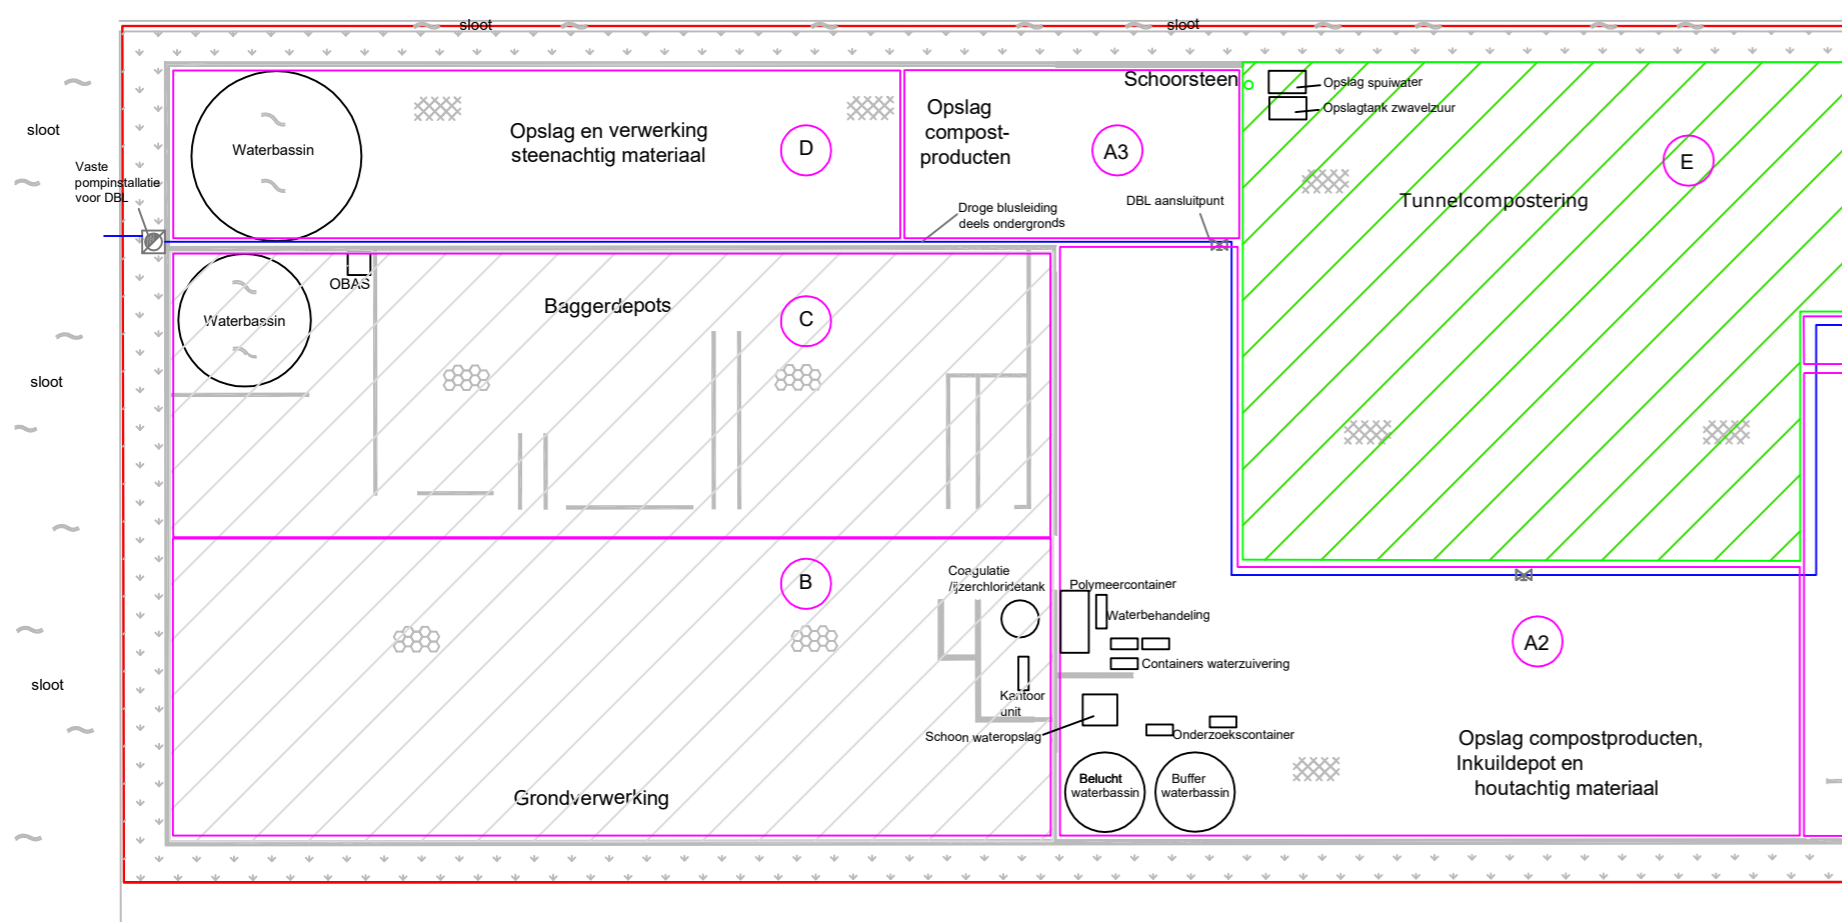 sloot
sloot
Schoorsteen
Opslag spuiwater
Opslagtank zwavelzuur
sloot
Waterbassin
Opslag en verwerking
steenachtig materiaal
D
Opslag
compost-
producten
A3
E
Vaste
pompinstallatie
voor DBL
Tunnelcompostering
Droge blusleiding
deels ondergronds
DBL aansluitpunt
OBAS
Waterbassin
Baggerdepots
C
sloot
B
Coagulatie
/ijzerchloridetank
Polymeercontainer
Waterbehandeling
A2
Containers waterzuivering
sloot
Kantoor
unit
Schoon wateropslag
Onderzoekscontainer
Opslag compostproducten,
Inkuildepot en
houtachtig materiaal
Belucht
waterbassin
Buffer
waterbassin
Grondverwerking